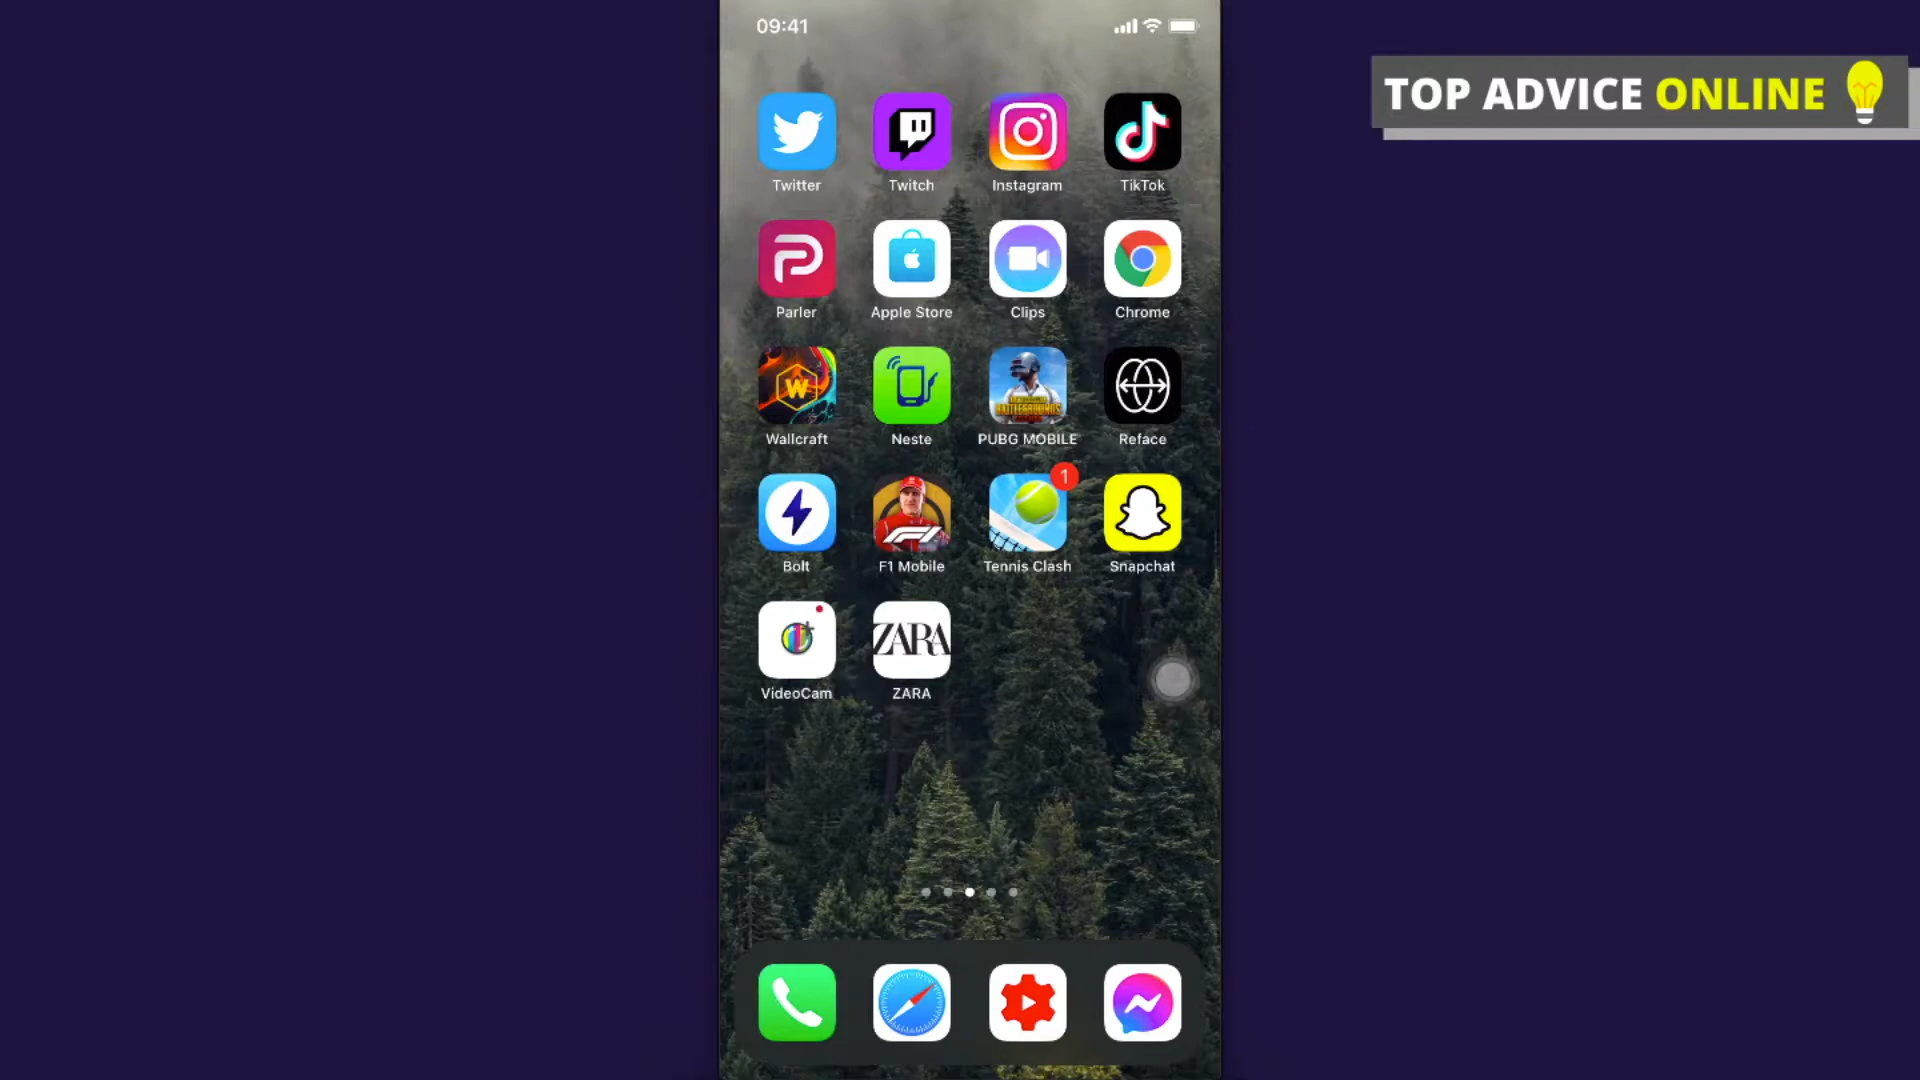 09:41
TOP ADVICE ONLINE
Twitter Twitch Instagram TikTok
Parler Apple Store Clips Chrome
W
Wallcraft Neste PUBG MOBILE Reface
1
Bolt F1 Mobile Tennis Clash Snapchat
ZARA
VideoCam ZARA